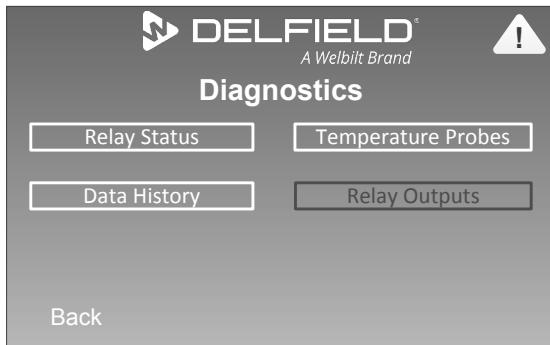 DELFIELD®
A Welbilt Brand
!
Diagnostics
Relay Status
Temperature Probes
Data History
Relay Outputs
Back